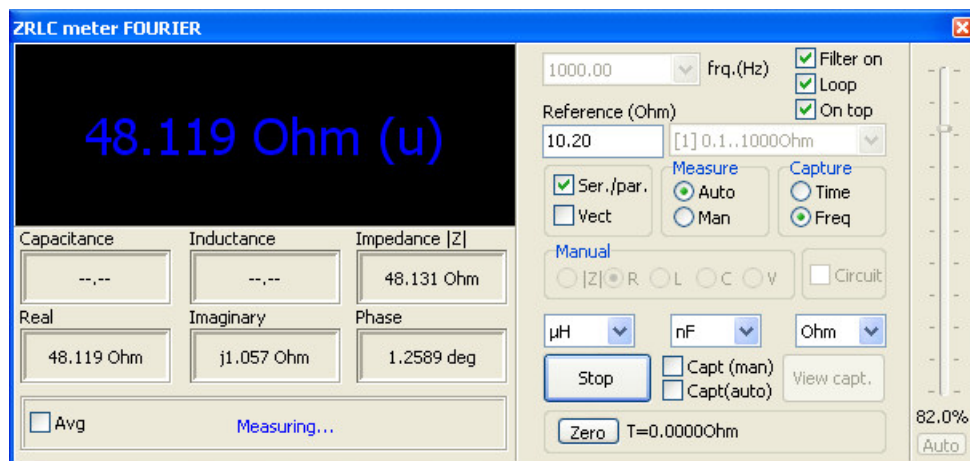 ZRLC meter FOURIER
48.119 Ohm (u)
Capacitance Inductance Impedance |Z|
--,-- --,-- 48.131 Ohm
Real Imaginary Phase
48.119 Ohm j1.057 Ohm 1.2589 deg
Avg Measuring...
1000.00 frq.(Hz)
Filter on
Loop
On top
Reference (Ohm)
10.20 [1] 0.1..1000Ohm
Ser./par.
Vect
Measure
Auto
Man
Capture
Time
Freq
Manual
|Z| R L C V Circuit
µH nF Ohm
Stop
Capt (man)
Capt(auto)
View capt.
Zero T=0.0000Ohm
82.0%
Auto